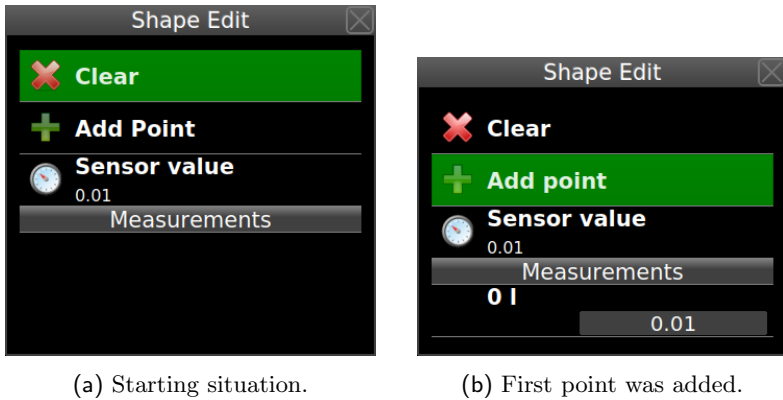 Shape Edit
Clear
Add Point
Sensor value
0.01
Measurements
(a) Starting situation.
Shape Edit
Clear
Add point
Sensor value
0.01
Measurements
0 l
0.01
(b) First point was added.